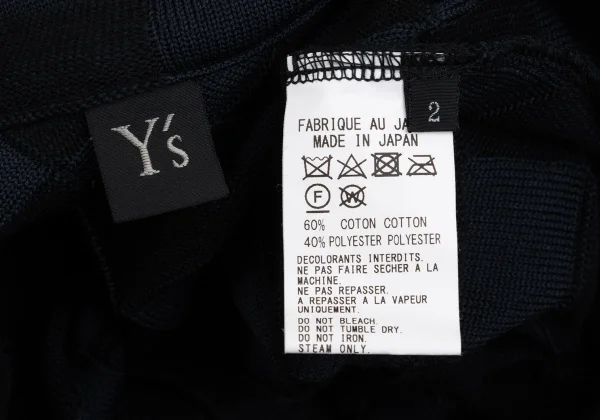 Y's
2
FABRIQUE AU
MADE IN JAPAN
F
W
60% COTON COTTON
40% POLYESTER POLYESTER
DECOLORANTS INTERDITS.
NE PAS FAIRE SECHER A LA
MACHINE.
NE PAS REPASSER.
A REPASSER A LA VAPEUR
UNIQUEMENT.
DO NOT BLEACH.
DO NOT TUMBLE DRY.
DO NOT IRON.
STEAM ONLY.